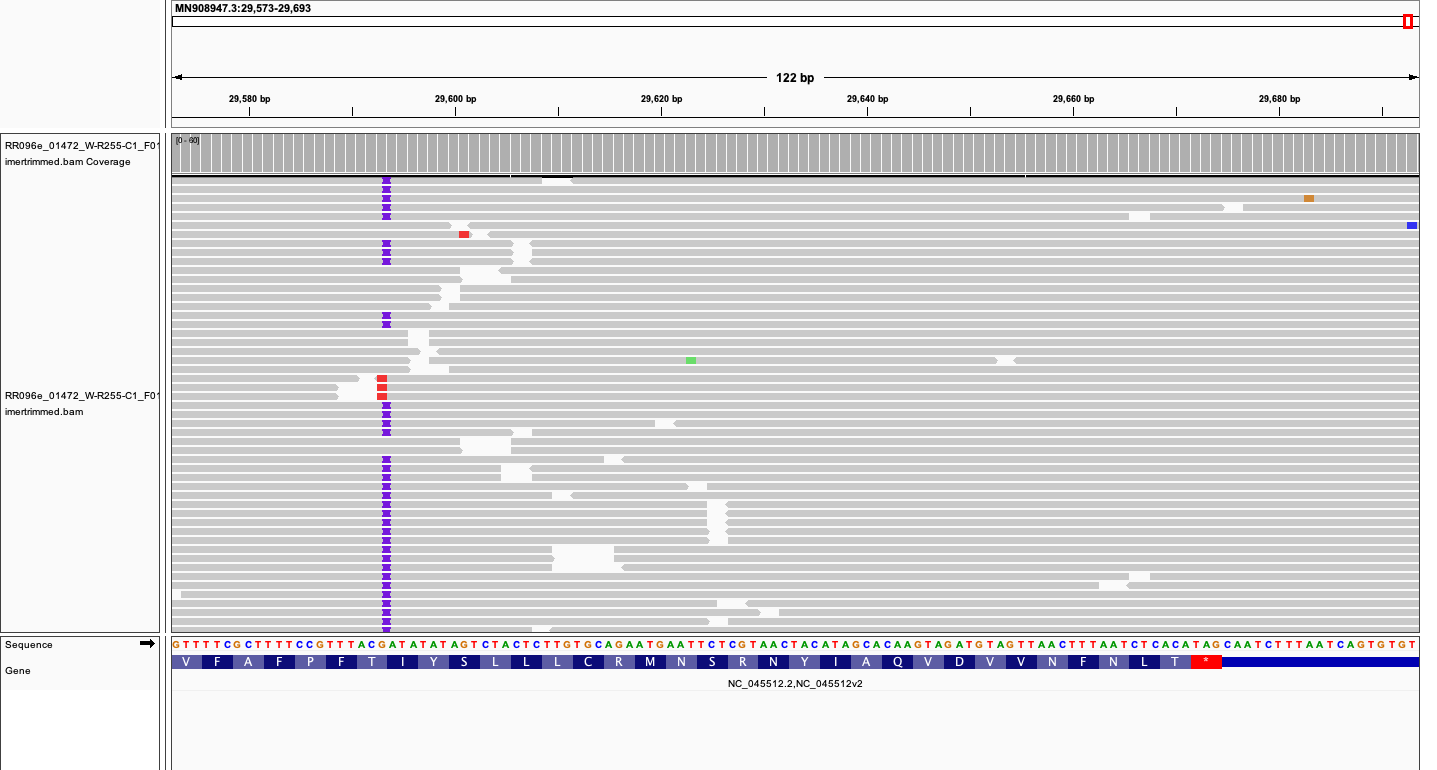 MN908947.3:29,573-29,693
122 bp
29,580 bp 29,600 bp 29,620 bp 29,640 bp 29,660 bp 29,680 bp
RR096e_01472_W-R255-C1_F01
imertrimmed.bam Coverage
[0 - 60]
RR096e_01472_W-R255-C1_F01
imertrimmed.bam
Sequence
GTTTTCGCTTTTCCGTTTACGATATATAGTCTACTCTTGTGCAGAATGAATTCTCGTAACTACATAGCACAAGTAGATGTAGTTAACTTTAATCTCACATAGCAATCTTTAATCAGTGTGT
Gene
V F A F P F T I Y S L L L C R M N S R N Y I A Q V D V V N F N L T *
NC_045512.2,NC_045512v2